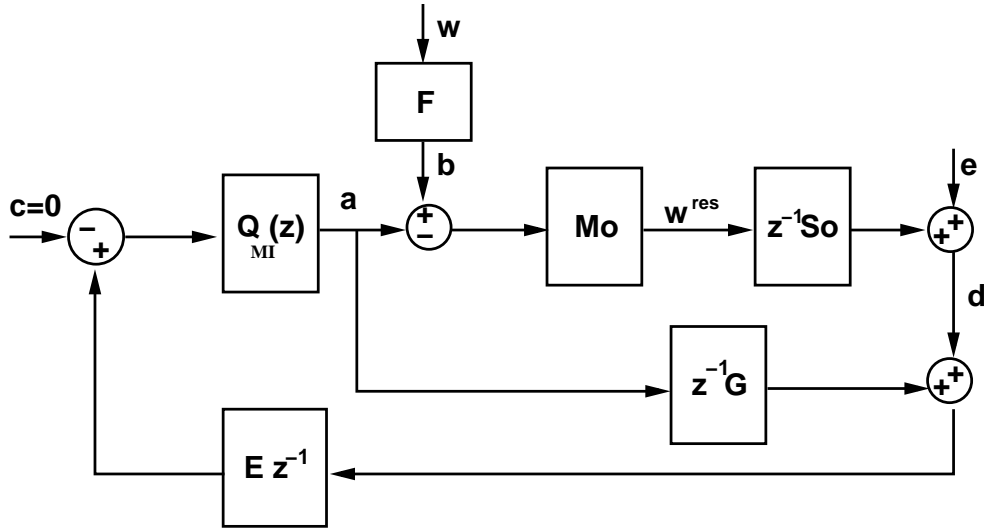 w
F
b
e
c=0
−
+
Q (z)
MI
a
+
−
Mo
w^res
z⁻¹So
+
+
d
z⁻¹G
+
+
E z⁻¹